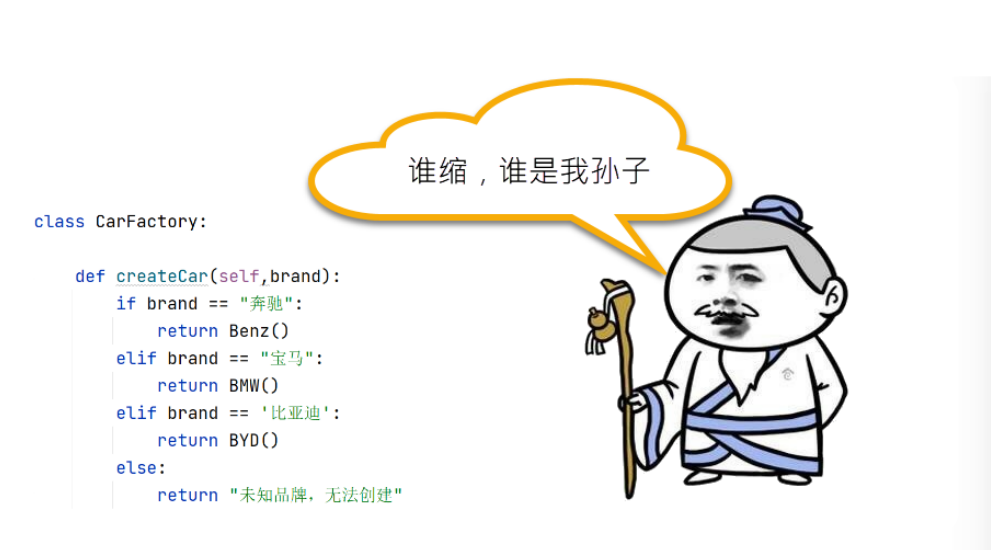 谁缩，谁是我孙子
class CarFactory:
def createCar(self,brand):
if brand == "奔驰":
return Benz()
elif brand == "宝马":
return BMW()
elif brand == '比亚迪':
return BYD()
else:
return "未知品牌，无法创建"